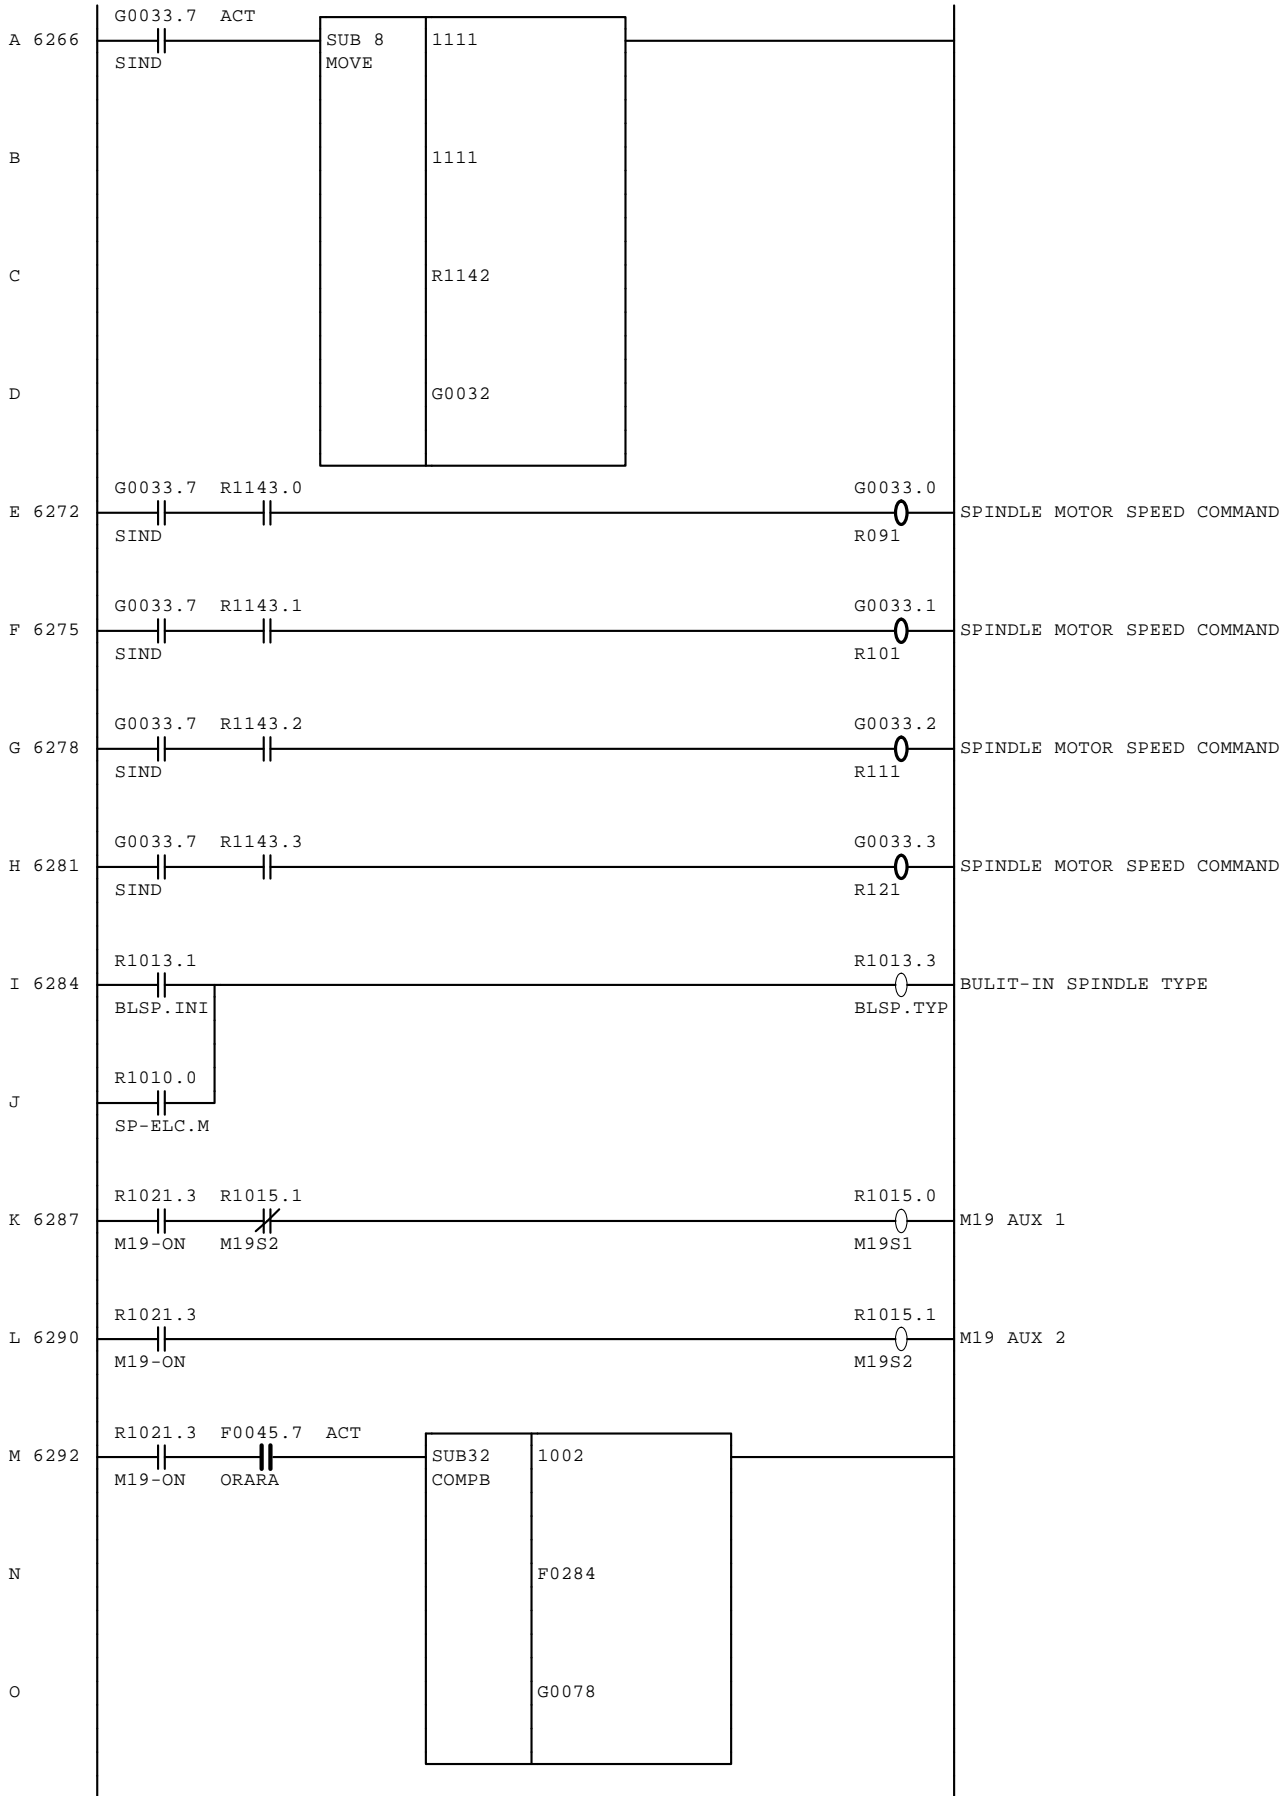 G0033.7 ACT
A 6266 SUB 8 1111
SIND MOVE
B 1111
C R1142
D G0032
G0033.7 R1143.0 G0033.0
E 6272 SPINDLE MOTOR SPEED COMMAND
SIND R091
G0033.7 R1143.1 G0033.1
F 6275 SPINDLE MOTOR SPEED COMMAND
SIND R101
G0033.7 R1143.2 G0033.2
G 6278 SPINDLE MOTOR SPEED COMMAND
SIND R111
G0033.7 R1143.3 G0033.3
H 6281 SPINDLE MOTOR SPEED COMMAND
SIND R121
R1013.1 R1013.3
I 6284 BULIT-IN SPINDLE TYPE
BLSP.INI BLSP.TYP
R1010.0
J
SP-ELC.M
R1021.3 R1015.1 R1015.0
K 6287 M19 AUX 1
M19-ON M19S2 M19S1
R1021.3 R1015.1
L 6290 M19 AUX 2
M19-ON M19S2
R1021.3 F0045.7 ACT
M 6292 SUB32 1002
M19-ON ORARA COMPB
N F0284
O G0078